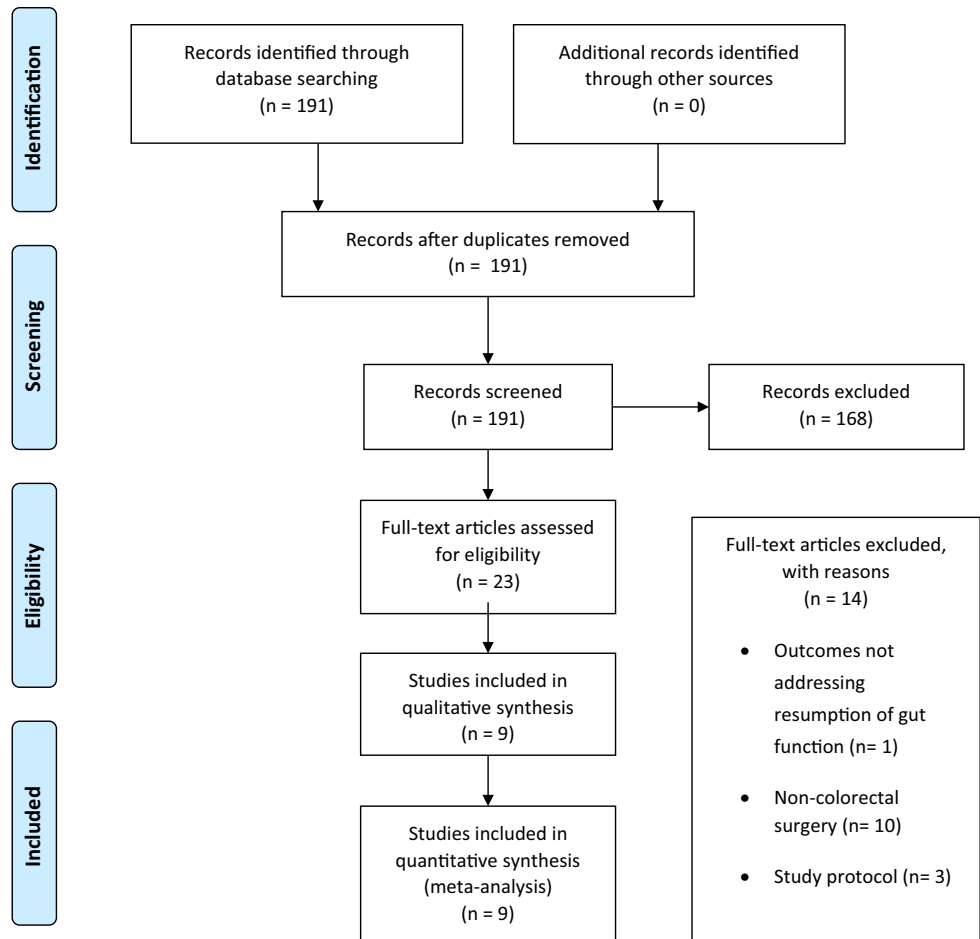 Identification
Records identified through
database searching
(n = 191)
Additional records identified
through other sources
(n = 0)
Records after duplicates removed
(n = 191)
Screening
Records screened
(n = 191)
Records excluded
(n = 168)
Eligibility
Full-text articles assessed
for eligibility
(n = 23)
Full-text articles excluded,
with reasons
(n = 14)
• Outcomes not
addressing
resumption of gut
function (n= 1)
• Non-colorectal
surgery (n= 10)
• Study protocol (n= 3)
Studies included in
qualitative synthesis
(n = 9)
Included
Studies included in
quantitative synthesis
(meta-analysis)
(n = 9)